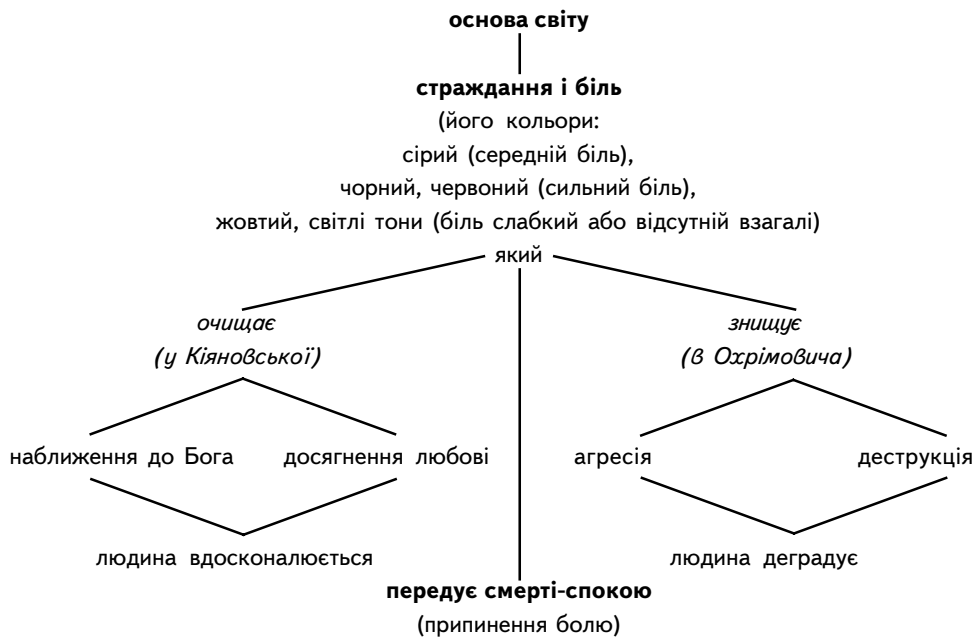 основа світу
страждання і біль
(його кольори:
сірий (середній біль),
чорний, червоний (сильний біль),
жовтий, світлі тони (біль слабкий або відсутній взагалі)
який
очищає
(у Кіяновської)
знищує
(в Охрімовича)
наближення до Бога
досягнення любові
агресія
деструкція
людина вдосконалюється
людина деградує
передує смерті-спокою
(припинення болю)